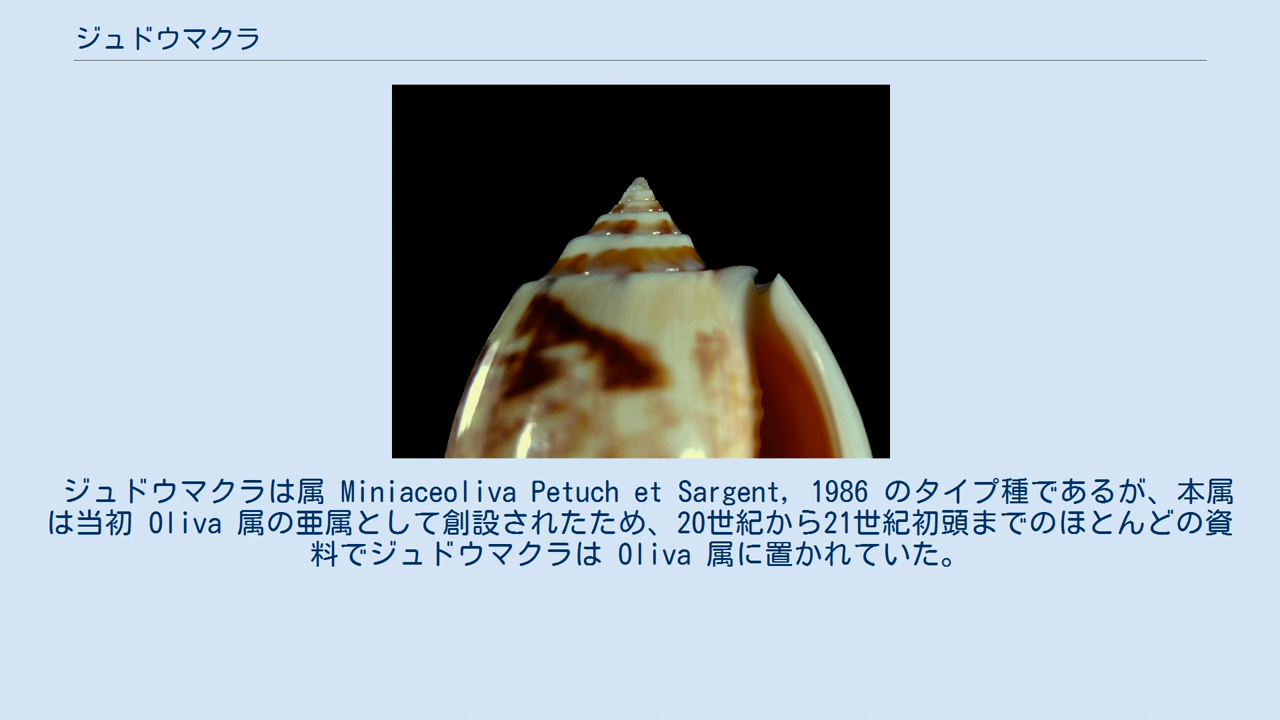 ジュドウマクラ
ジュドウマクラは属 Miniaceoliva Petuch et Sargent, 1986 のタイプ種であるが、本属
は当初 Oliva 属の亜属として創設されたため、20世紀から21世紀初頭までのほとんどの資
料でジュドウマクラは Oliva 属に置かれていた。